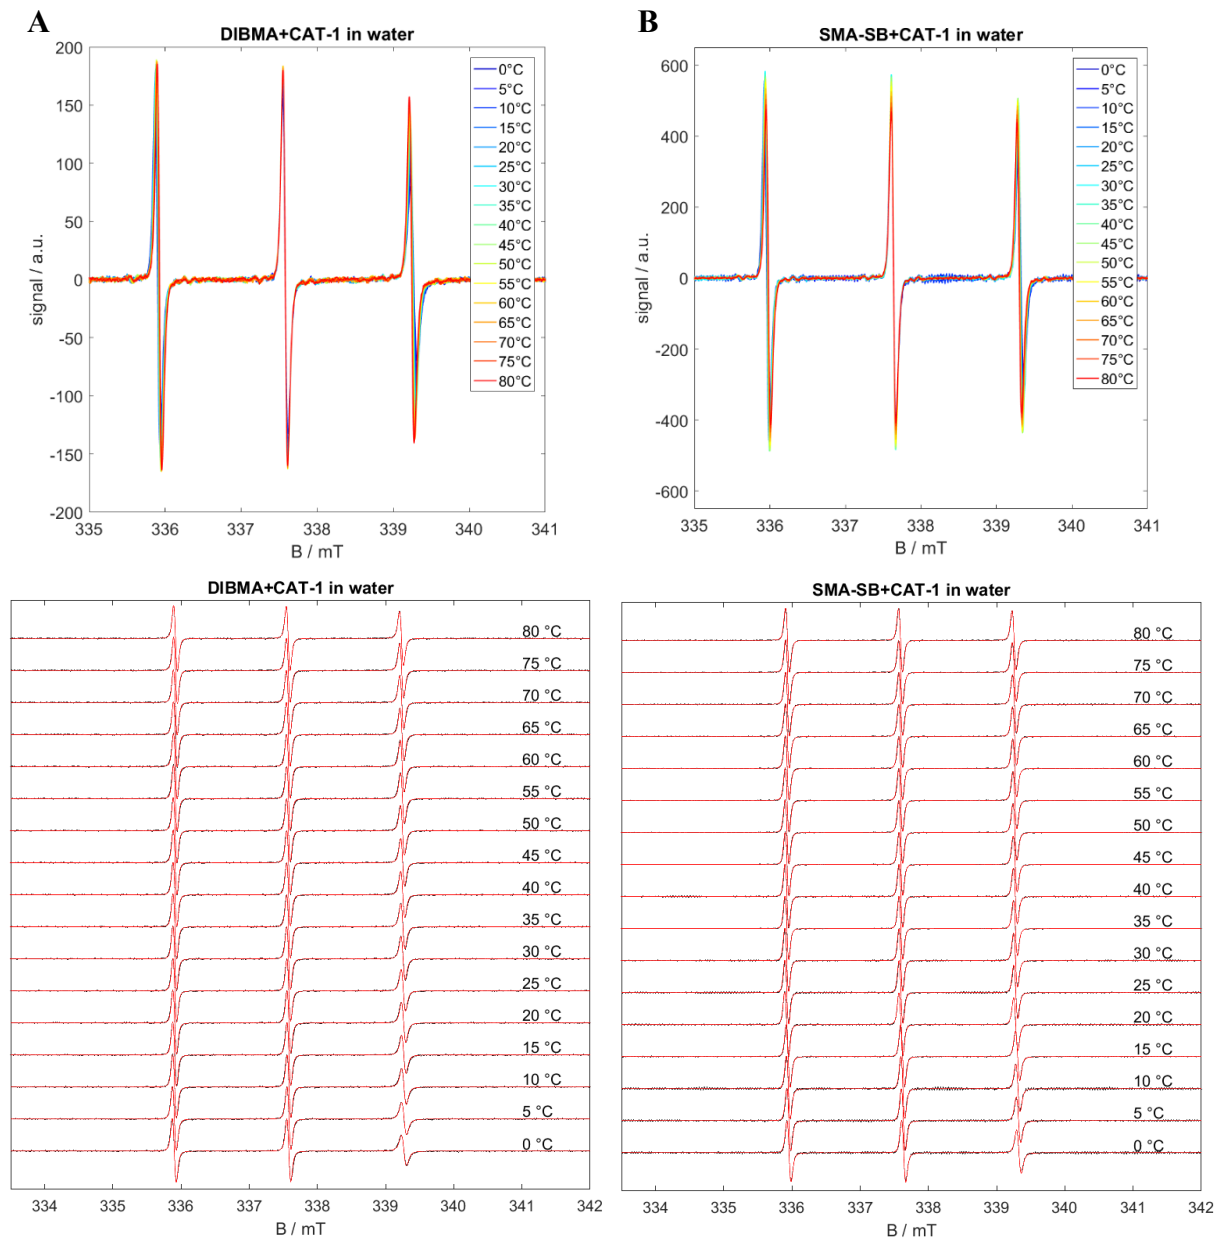 A
DIBMA+CAT-1 in water
200
150
100
50
0
-50
-100
-150
-200
signal / a.u.
335
336
337
338
339
340
341
B / mT
0°C
5°C
10°C
15°C
20°C
25°C
30°C
35°C
40°C
45°C
50°C
55°C
60°C
65°C
70°C
75°C
80°C
B
SMA-SB+CAT-1 in water
600
400
200
0
-200
-400
-600
signal / a.u.
335
336
337
338
339
340
341
B / mT
0°C
5°C
10°C
15°C
20°C
25°C
30°C
35°C
40°C
45°C
50°C
55°C
60°C
65°C
70°C
75°C
80°C
DIBMA+CAT-1 in water
80 °C
75 °C
70 °C
65 °C
60 °C
55 °C
50 °C
45 °C
40 °C
35 °C
30 °C
25 °C
20 °C
15 °C
10 °C
5 °C
0 °C
334
335
336
337
338
339
340
341
342
B / mT
SMA-SB+CAT-1 in water
80 °C
75 °C
70 °C
65 °C
60 °C
55 °C
50 °C
45 °C
40 °C
35 °C
30 °C
25 °C
20 °C
15 °C
10 °C
5 °C
0 °C
334
335
336
337
338
339
340
341
342
B / mT